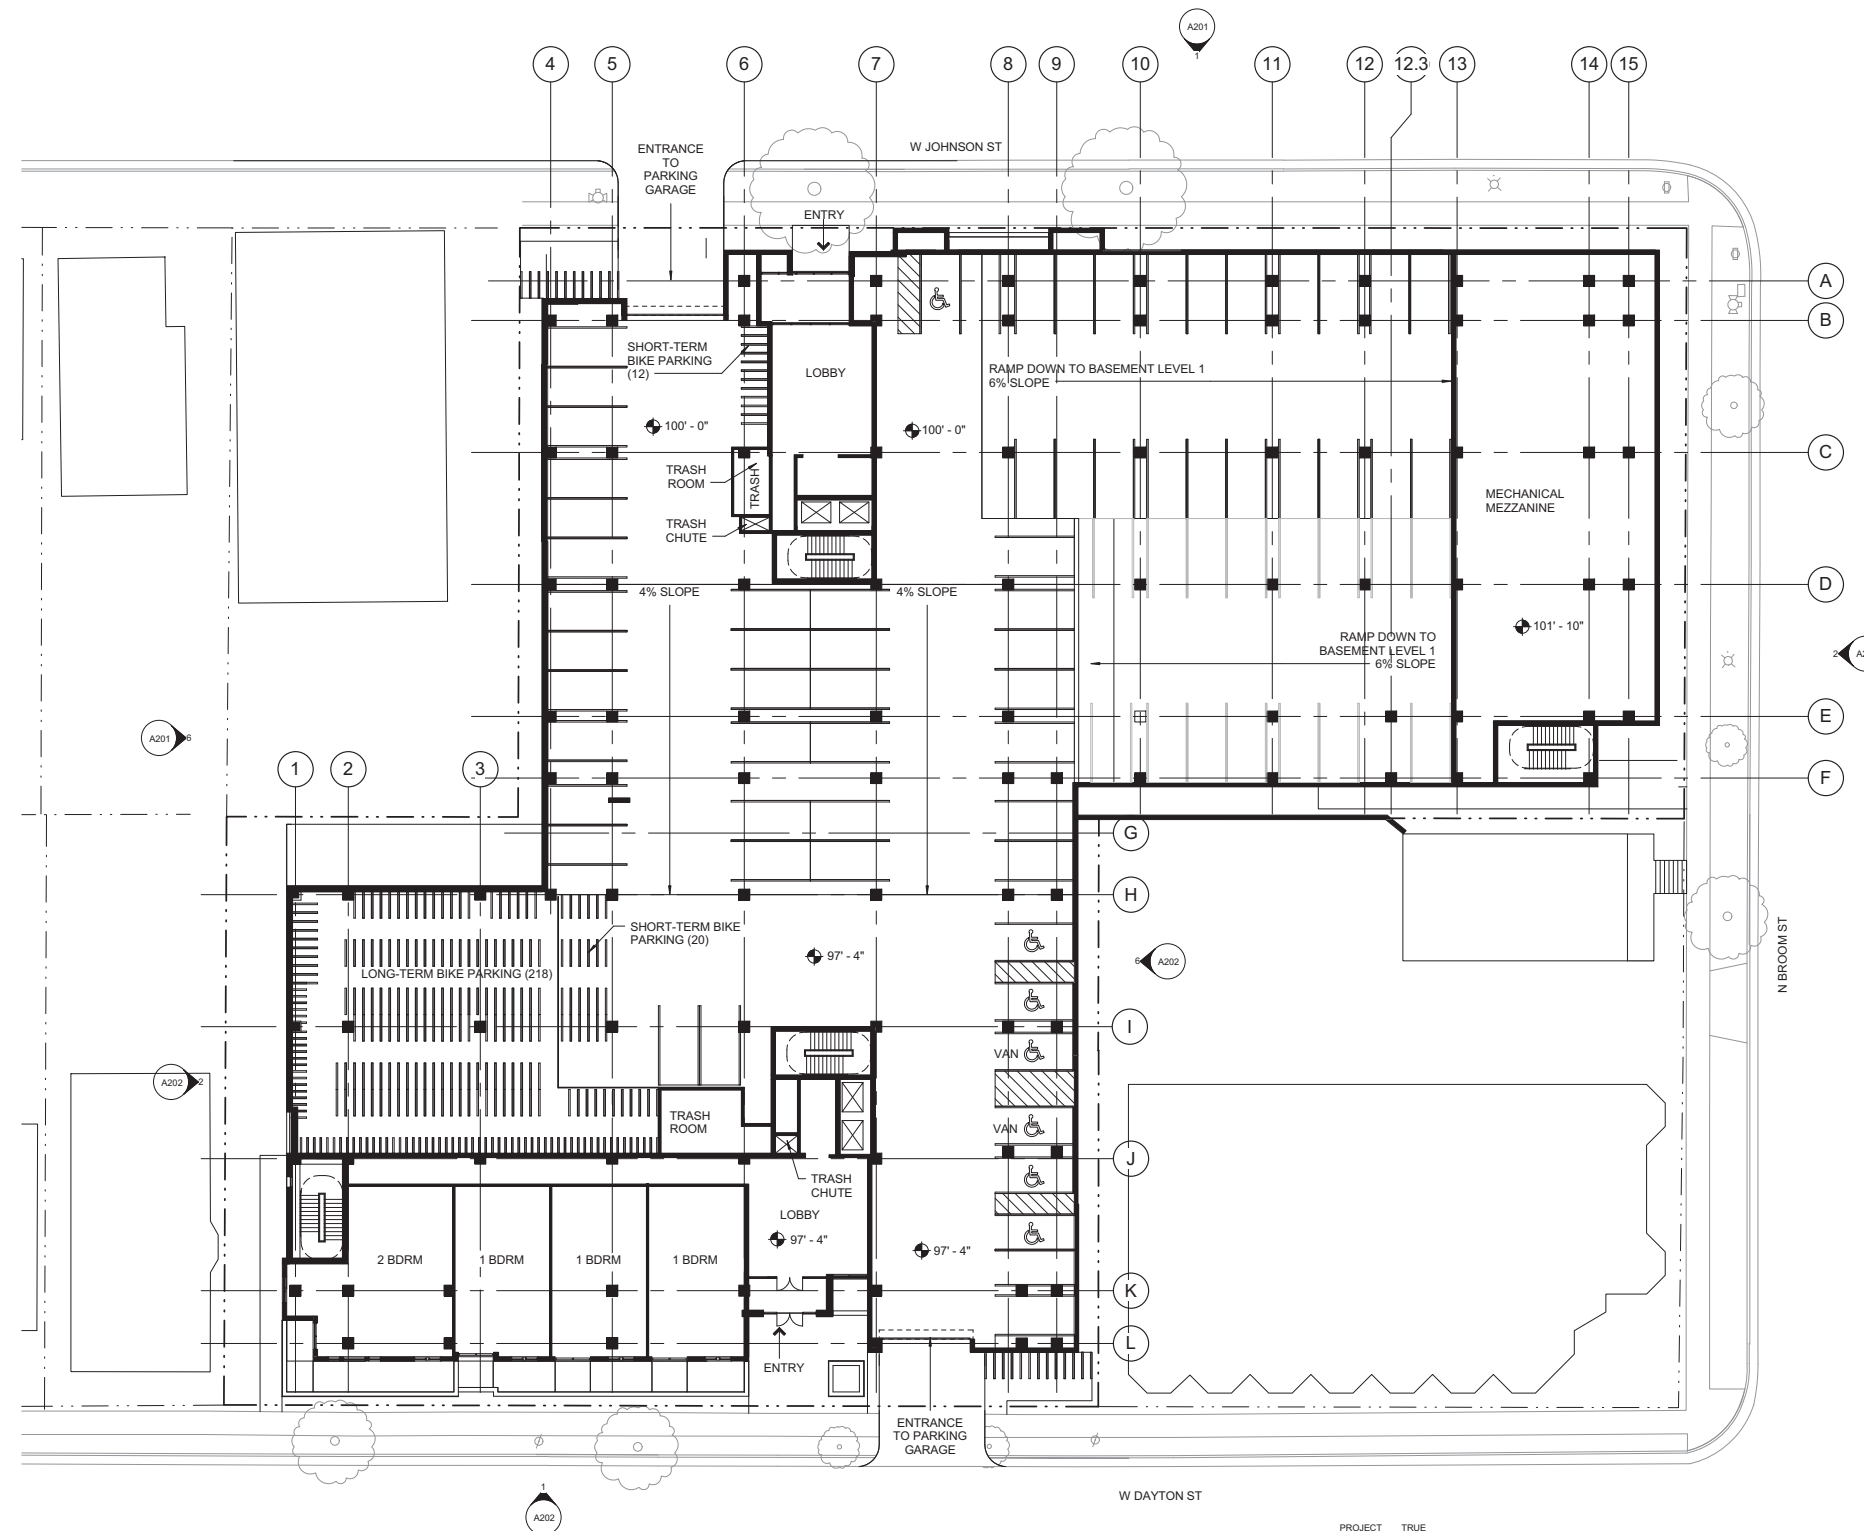 A201
1
4
5
6
7
8
9
10
11
12
12.3
13
14
15
ENTRANCE
TO
PARKING
GARAGE
W JOHNSON ST
ENTRY
A
B
SHORT-TERM
BIKE PARKING
(12)
LOBBY
RAMP DOWN TO BASEMENT LEVEL 1
6% SLOPE
100' - 0"
100' - 0"
C
TRASH
ROOM
TRASH
MECHANICAL
MEZZANINE
TRASH
CHUTE
4% SLOPE
4% SLOPE
D
101' - 10"
RAMP DOWN TO
BASEMENT LEVEL 1
6% SLOPE
2
E
A201
6
1
2
3
F
G
H
SHORT-TERM BIKE
PARKING (20)
97' - 4"
6
A202
N BROOM ST
LONG-TERM BIKE PARKING (218)
I
VAN
A202
2
TRASH
ROOM
VAN
J
TRASH
CHUTE
LOBBY
97' - 4"
97' - 4"
2 BDRM
1 BDRM
1 BDRM
1 BDRM
K
L
ENTRY
ENTRANCE
TO PARKING
GARAGE
1
A202
W DAYTON ST
PROJECT
TRUE